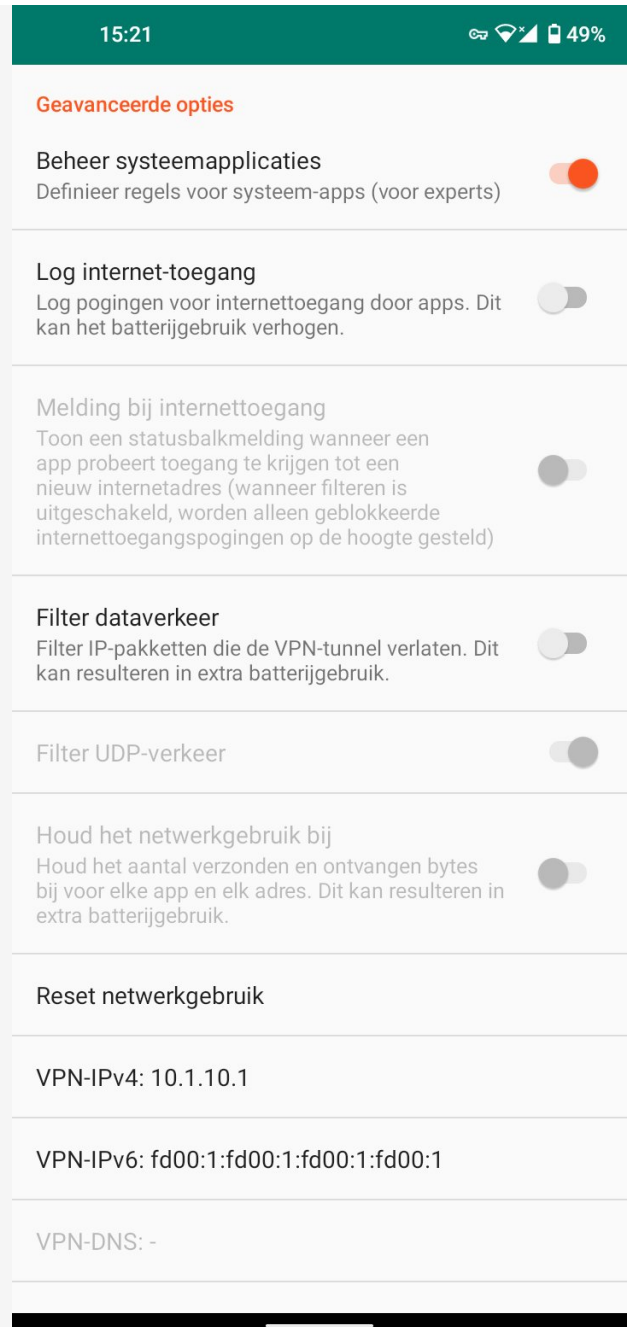 15:21 49%
Geavanceerde opties
Beheer systeemapplicaties
Definieer regels voor systeem-apps (voor experts)
Log internet-toegang
Log pogingen voor internettoegang door apps. Dit
kan het batterijgebruik verhogen.
Melding bij internettoegang
Toon een statusbalkmelding wanneer een
app probeert toegang te krijgen tot een
nieuw internetadres (wanneer filteren is
uitgeschakeld, worden alleen geblokkeerde
internettoegangspogingen op de hoogte gesteld)
Filter dataverkeer
Filter IP-pakketten die de VPN-tunnel verlaten. Dit
kan resulteren in extra batterijgebruik.
Filter UDP-verkeer
Houd het netwerkgebruik bij
Houd het aantal verzonden en ontvangen bytes
bij voor elke app en elk adres. Dit kan resulteren in
extra batterijgebruik.
Reset netwerkgebruik
VPN-IPv4: 10.1.10.1
VPN-IPv6: fd00:1:fd00:1:fd00:1:fd00:1
VPN-DNS: -